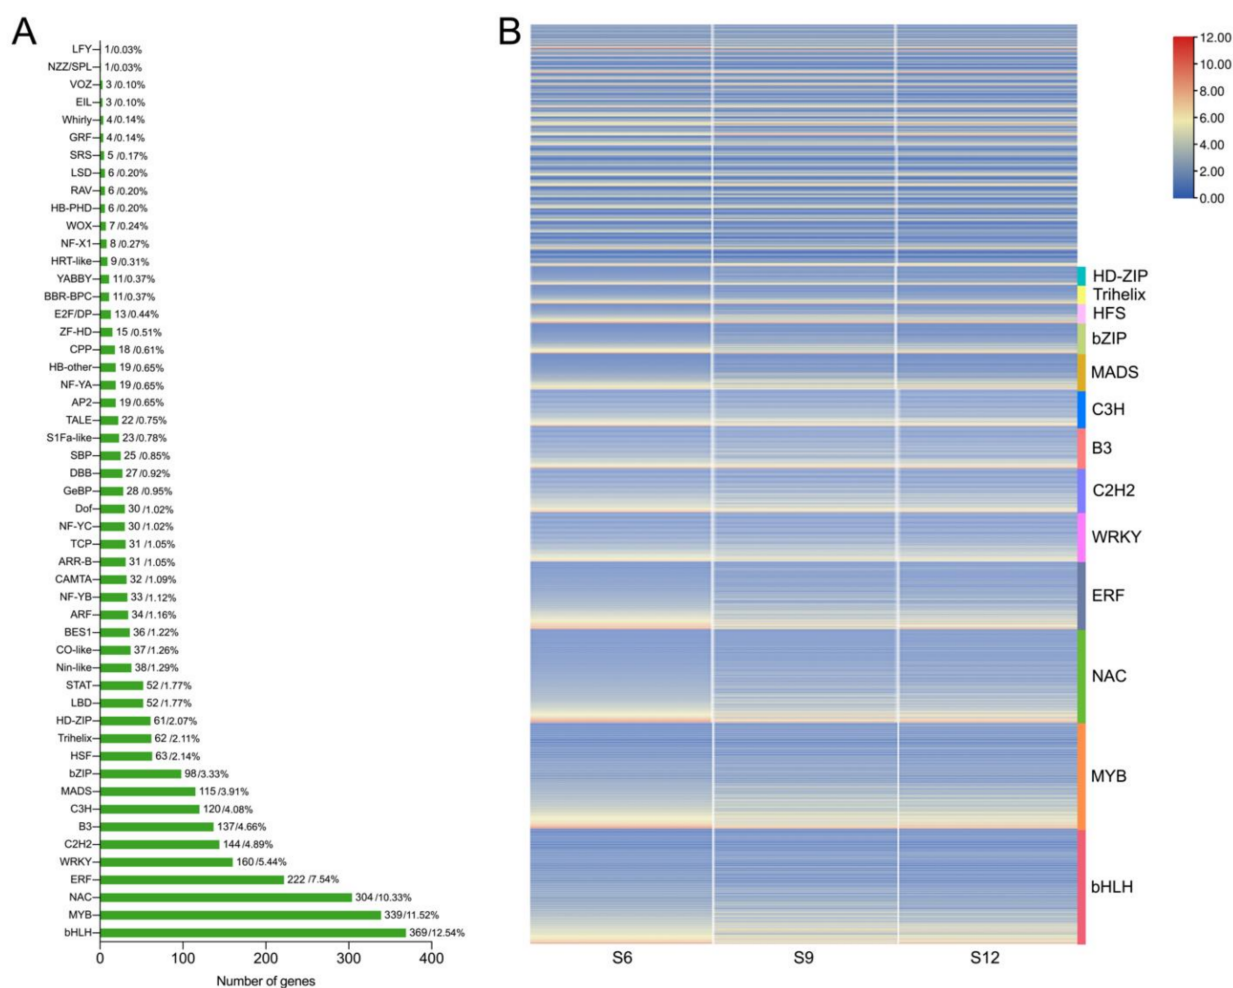 A
LFY 1/0.03%
NZZ/SPL 1/0.03%
VOZ 3 /0.10%
EIL 3 /0.10%
Whirly 4 /0.14%
GRF 4 /0.14%
SRS 5 /0.17%
LSD 6 /0.20%
RAV 6 /0.20%
HB-PHD 6 /0.20%
WOX 7 /0.24%
NF-X1 8 /0.27%
HRT-like 9 /0.31%
YABBY 11/0.37%
BBR-BPC 11/0.37%
E2F/DP 13 /0.44%
ZF-HD 15 /0.51%
CPP 18 /0.61%
HB-other 19 /0.65%
NF-YA 19 /0.65%
AP2 19 /0.65%
TALE 22 /0.75%
S1Fa-like 23 /0.78%
SBP 25 /0.85%
DBB 27 /0.92%
GeBP 28 /0.95%
Dof 30 /1.02%
NF-YC 30 /1.02%
TCP 31 /1.05%
ARR-B 31 /1.05%
CAMTA 32 /1.09%
NF-YB 33 /1.12%
ARF 34 /1.16%
BES1 36 /1.22%
CO-like 37 /1.26%
Nin-like 38 /1.29%
STAT 52 /1.77%
LBD 52 /1.77%
HD-ZIP 61/2.07%
Trihelix 62 /2.11%
HSF 63 /2.14%
bZIP 98 /3.33%
MADS 115 /3.91%
C3H 120 /4.08%
B3 137 /4.66%
C2H2 144 /4.89%
WRKY 160 /5.44%
ERF 222 /7.54%
NAC 304 /10.33%
MYB 339 /11.52%
bHLH 369 /12.54%
0 100 200 300 400
Number of genes
B
12.00
10.00
8.00
6.00
4.00
2.00
0.00
HD-ZIP
Trihelix
HFS
bZIP
MADS
C3H
B3
C2H2
WRKY
ERF
NAC
MYB
bHLH
S6 S9 S12